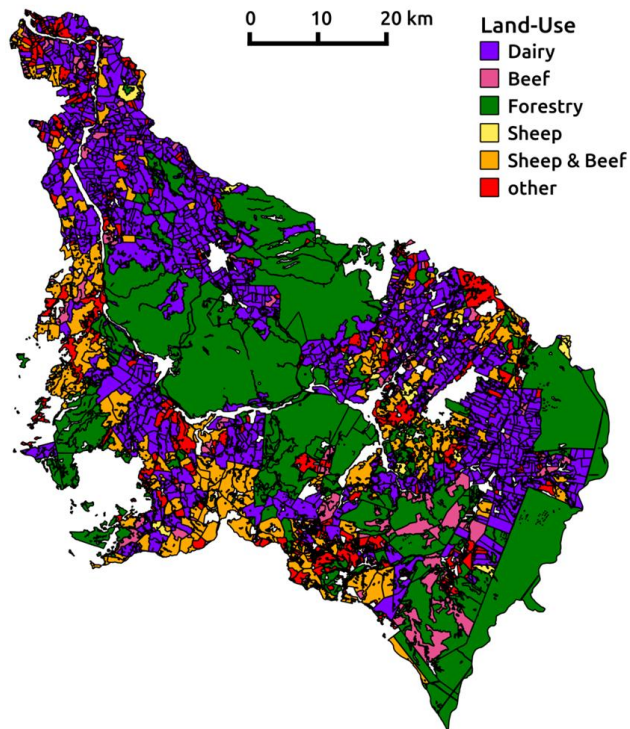 0 10 20 km
Land-Use
Dairy
Beef
Forestry
Sheep
Sheep & Beef
other